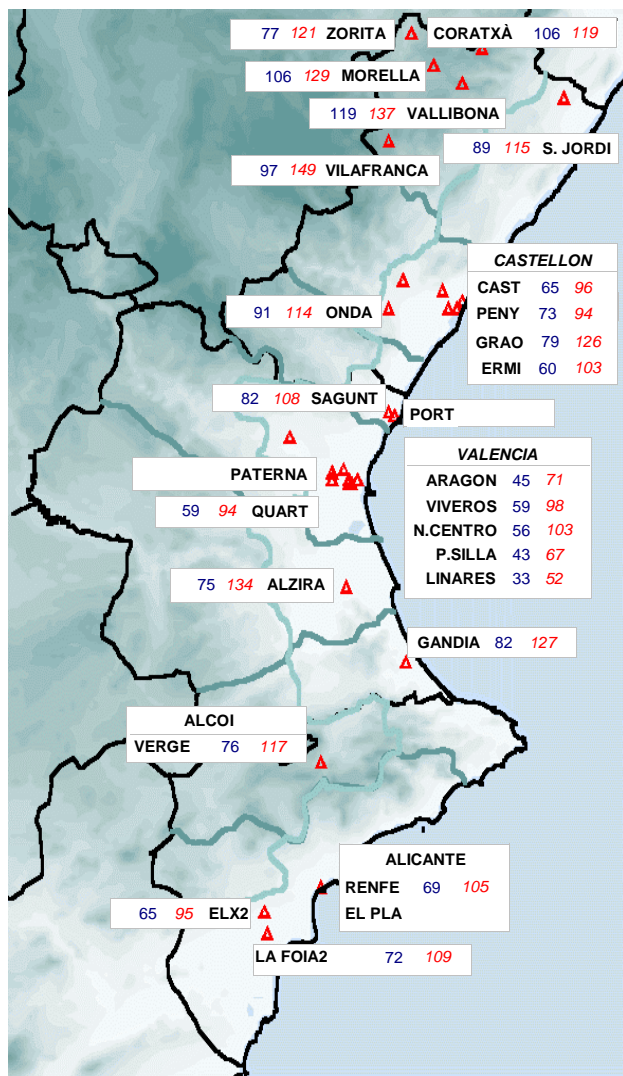 77 121 ZORITA
CORATXÀ 106 119
106 129 MORELLA
119 137 VALLIBONA
89 115 S. JORDI
97 149 VILAFRANCA
CASTELLON
CAST 65 96
PENY 73 94
GRAO 79 126
ERMI 60 103
91 114 ONDA
82 108 SAGUNT
PORT
VALENCIA
ARAGON 45 71
VIVEROS 59 98
N.CENTRO 56 103
P.SILLA 43 67
LINARES 33 52
PATERNA
59 94 QUART
75 134 ALZIRA
GANDIA 82 127
ALCOI
VERGE 76 117
ALICANTE
RENFE 69 105
EL PLA
65 95 ELX2
LA FOIA2 72 109